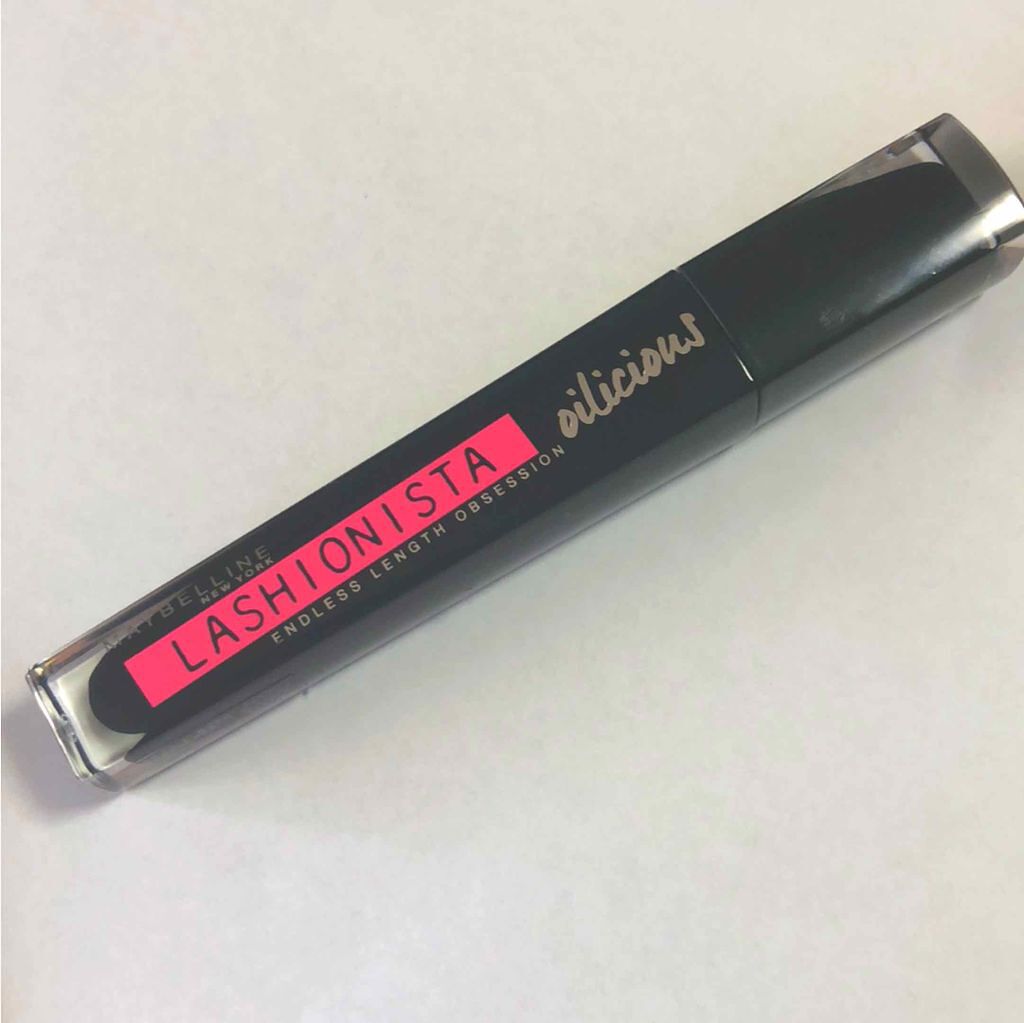 MAYBELLINE
NEW YORK
LASHIONISTA
ENDLESS LENGTH OBSESSION
oilicious